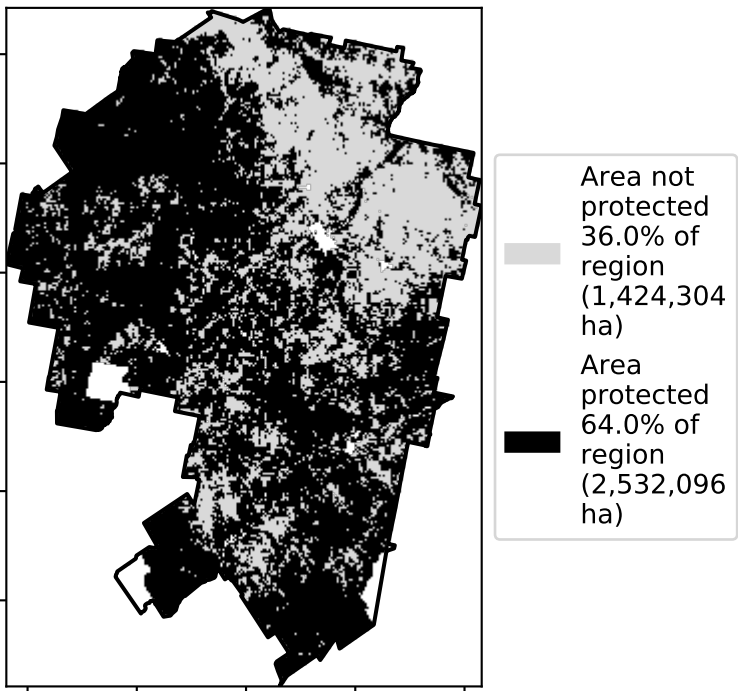 Area not
protected
36.0% of
region
(1,424,304
ha)
Area
protected
64.0% of
region
(2,532,096
ha)